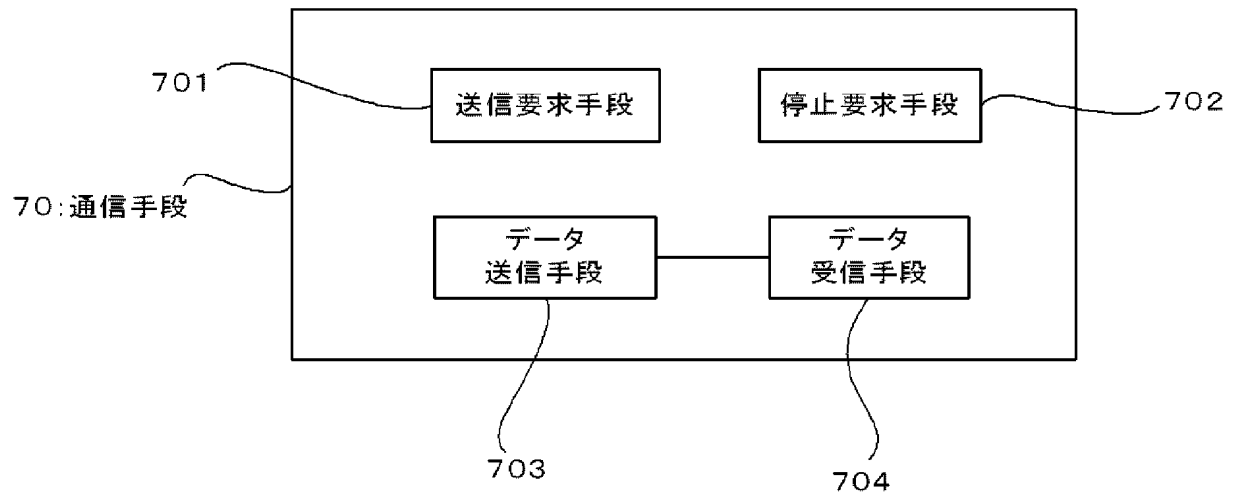 701
送信要求手段
停止要求手段
702
70:通信手段
データ
送信手段
データ
受信手段
703
704